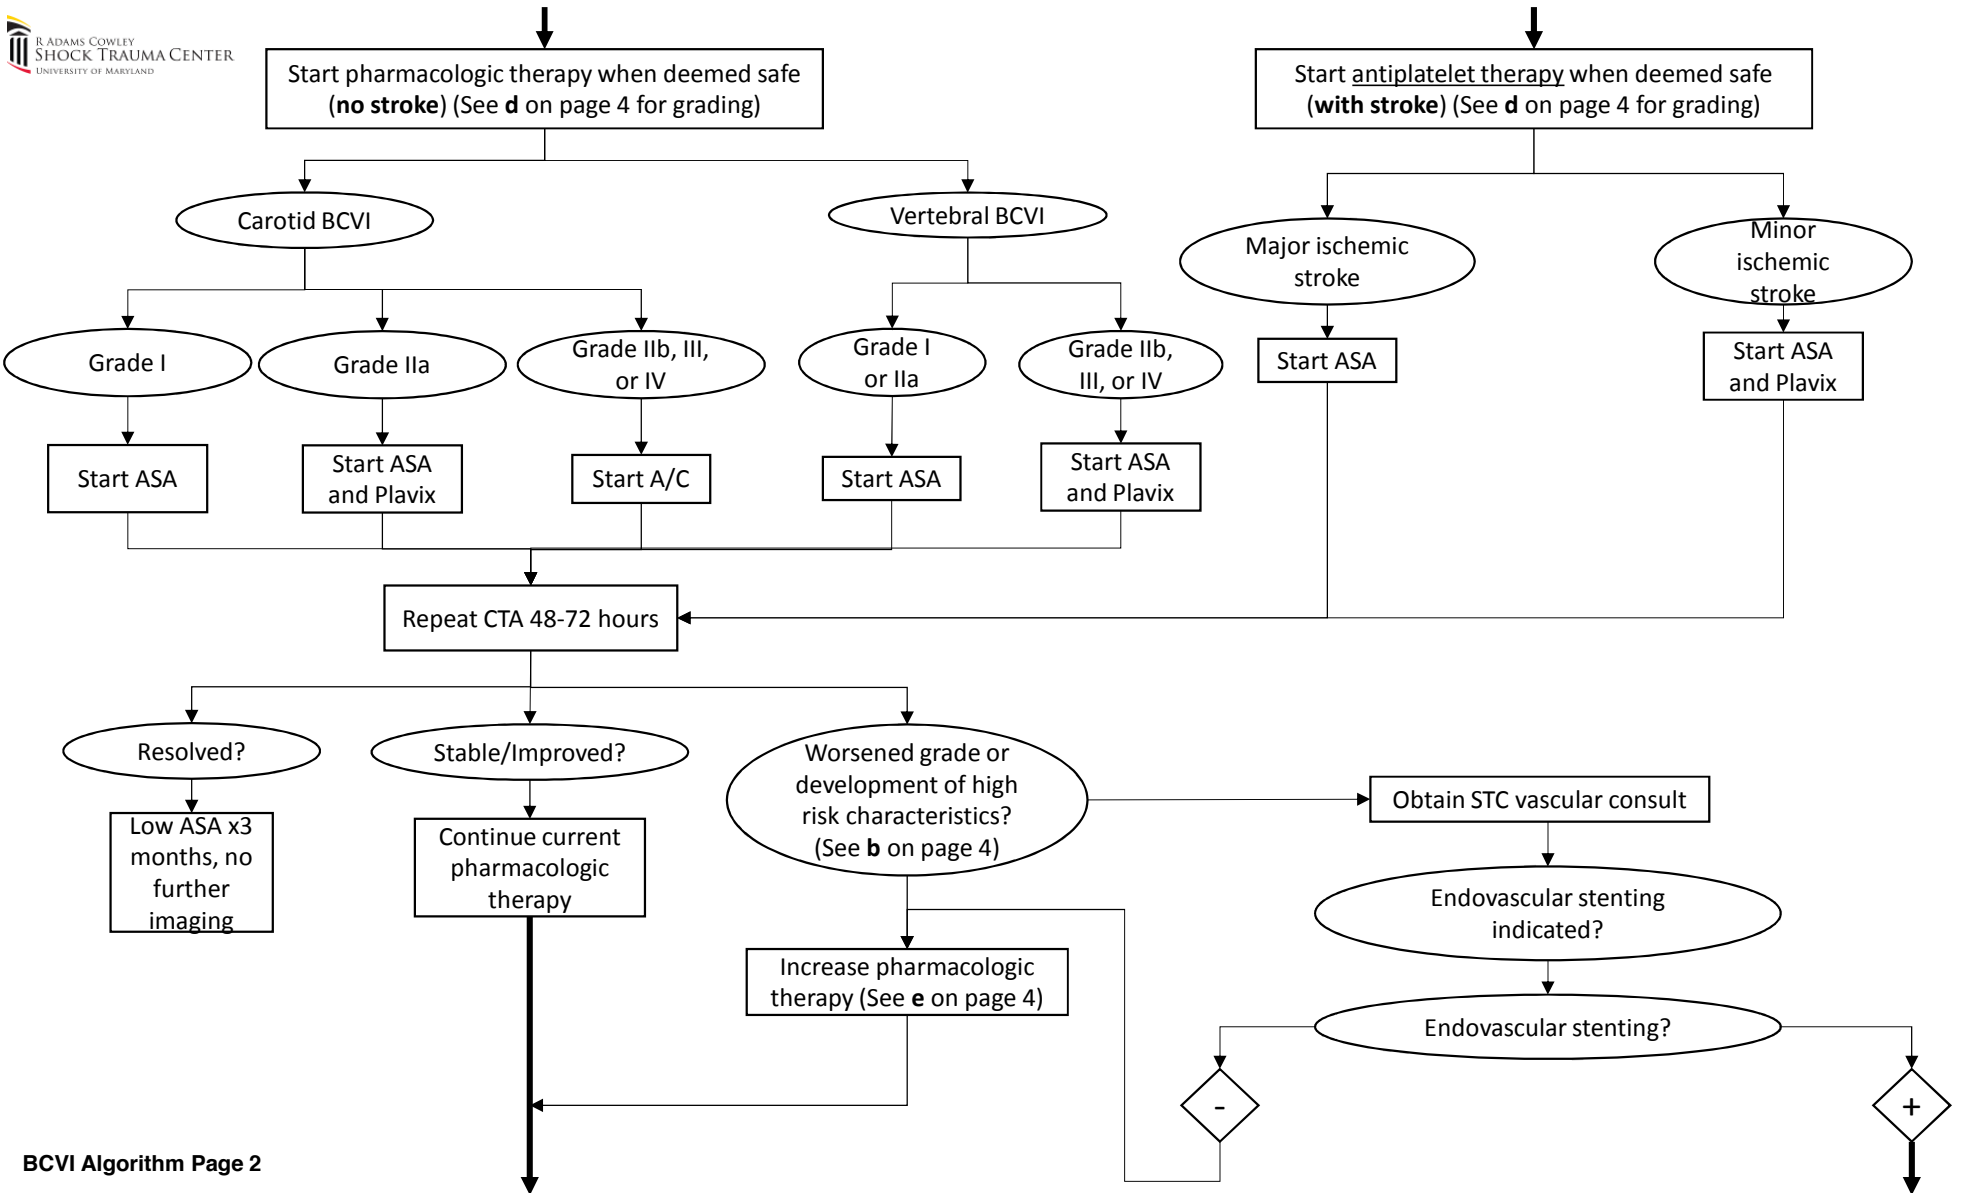 R ADAMS COWLEY
SHOCK TRAUMA CENTER
UNIVERSITY OF MARYLAND
Start pharmacologic therapy when deemed safe
(no stroke) (See d on page 4 for grading)
Start antiplatelet therapy when deemed safe
(with stroke) (See d on page 4 for grading)
Carotid BCVI
Vertebral BCVI
Major ischemic
stroke
Minor
ischemic
stroke
Grade I
Grade IIa
Grade IIb, III,
or IV
Grade I
or IIa
Grade IIb,
III, or IV
Start ASA
Start ASA
and Plavix
Start ASA
Start ASA
and Plavix
Start A/C
Start ASA
Start ASA
and Plavix
Repeat CTA 48-72 hours
Resolved?
Stable/Improved?
Worsened grade or
development of high
risk characteristics?
(See b on page 4)
Obtain STC vascular consult
Low ASA x3
months, no
further
imaging
Continue current
pharmacologic
therapy
Endovascular stenting
indicated?
Increase pharmacologic
therapy (See e on page 4)
Endovascular stenting?
-
+
BCVI Algorithm Page 2